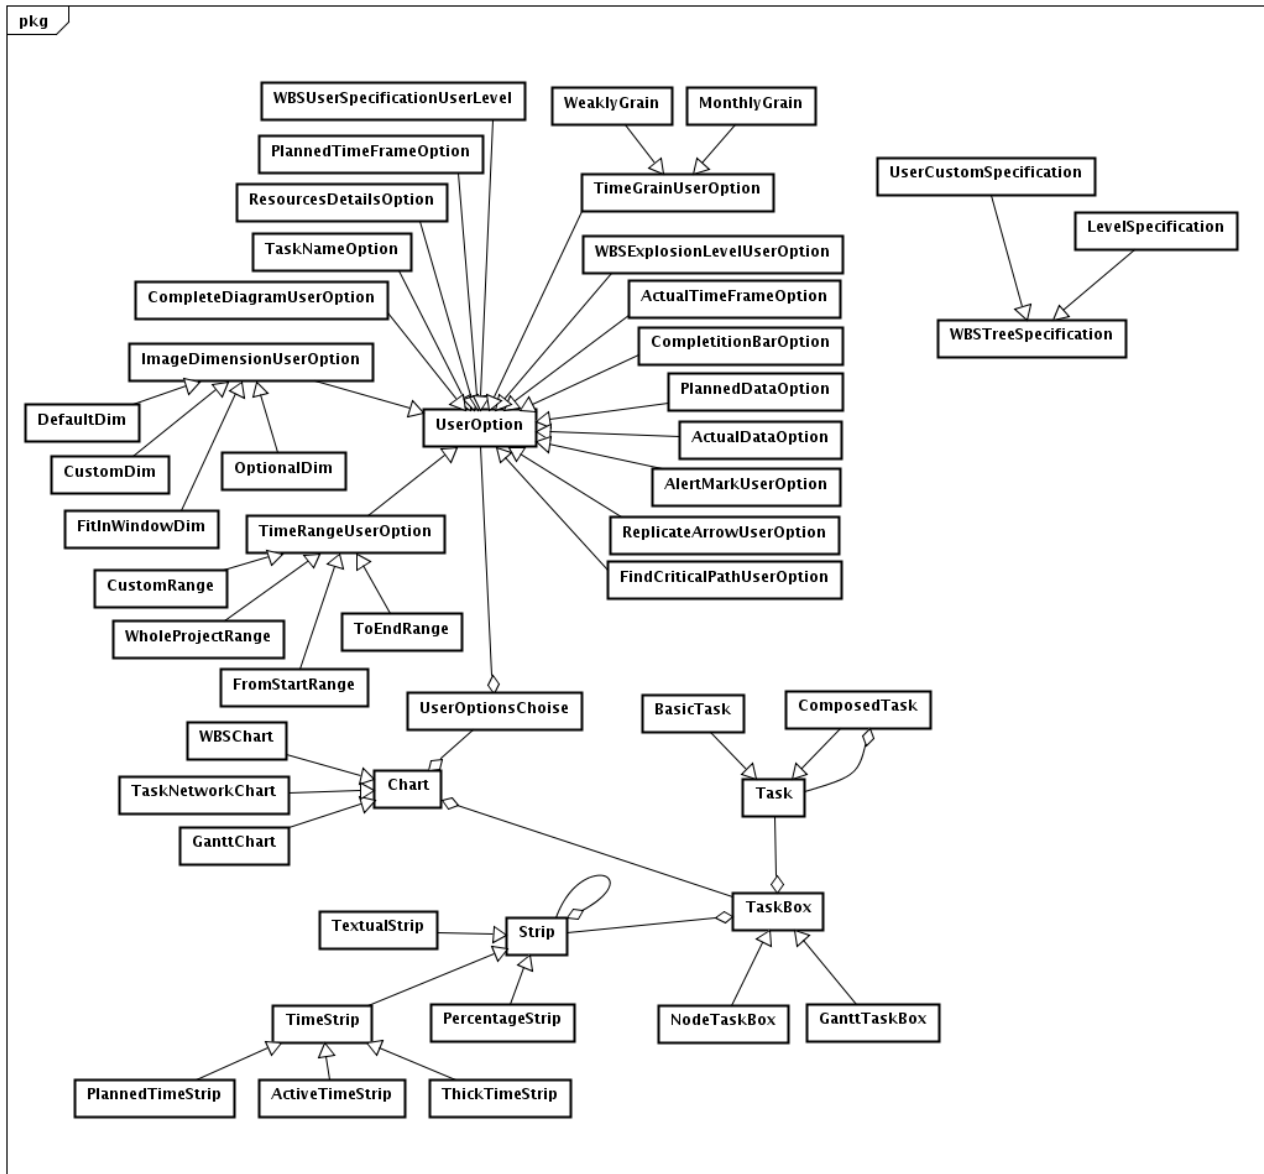 pkg
WBSUserSpecificationUserLevel
WeaklyGrain
MonthlyGrain
PlannedTimeFrameOption
UserCustomSpecification
TimeGrainUserOption
ResourcesDetailsOption
LevelSpecification
TaskNameOption
WBSExplosionLevelUserOption
CompleteDiagramUserOption
ActualTimeFrameOption
WBSTreeSpecification
CompletitionBarOption
ImageDimensionUserOption
PlannedDataOption
DefaultDim
UserOption
ActualDataOption
CustomDim
OptionalDim
AlertMarkUserOption
FitInWindowDim
TimeRangeUserOption
ReplicateArrowUserOption
CustomRange
FindCriticalPathUserOption
WholeProjectRange
ToEndRange
FromStartRange
UserOptionsChoise
BasicTask
ComposedTask
WBSChart
TaskNetworkChart
Chart
Task
GanttChart
TextualStrip
Strip
TaskBox
TimeStrip
PercentageStrip
NodeTaskBox
GanttTaskBox
PlannedTimeStrip
ActiveTimeStrip
ThickTimeStrip